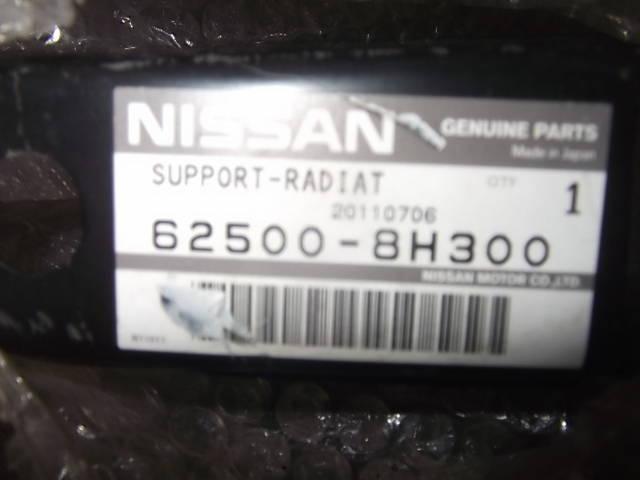 NISSAN
GENUINE PARTS
Made in Japan
SUPPORT-RADIAT
QTY 1
20110706
62500-8H300
NISSAN MOTOR CO.,LTD.